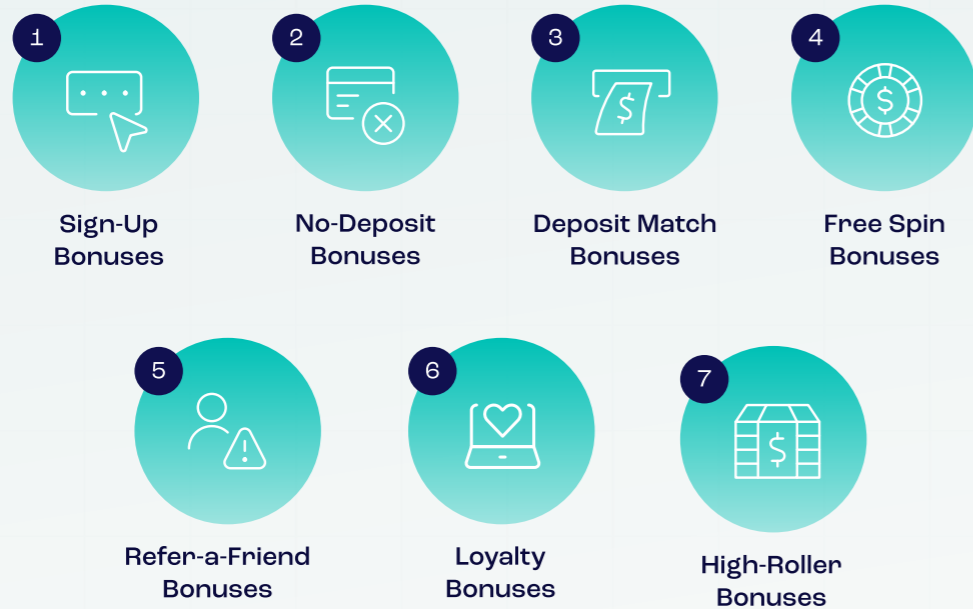 1
Sign-Up
Bonuses
2
No-Deposit
Bonuses
3
$
Deposit Match
Bonuses
4
$
Free Spin
Bonuses
5
!
Refer-a-Friend
Bonuses
6
Loyalty
Bonuses
7
$
High-Roller
Bonuses